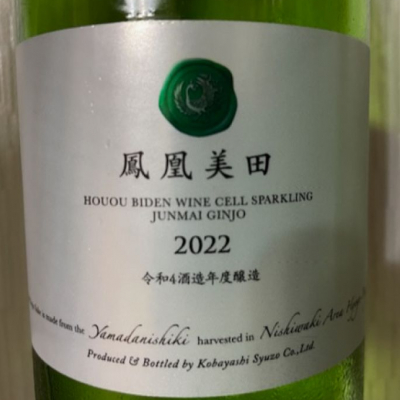 鳳凰美田
HOUOU BIDEN WINE CELL SPARKLING
JUNMAI GINJO
2022
令和4酒造年度醸造
is made from the Yamadanishiki harvested in Nishiwaki Area
Produced & Bottled by Kobayashi Syuzo Co.,Ltd.